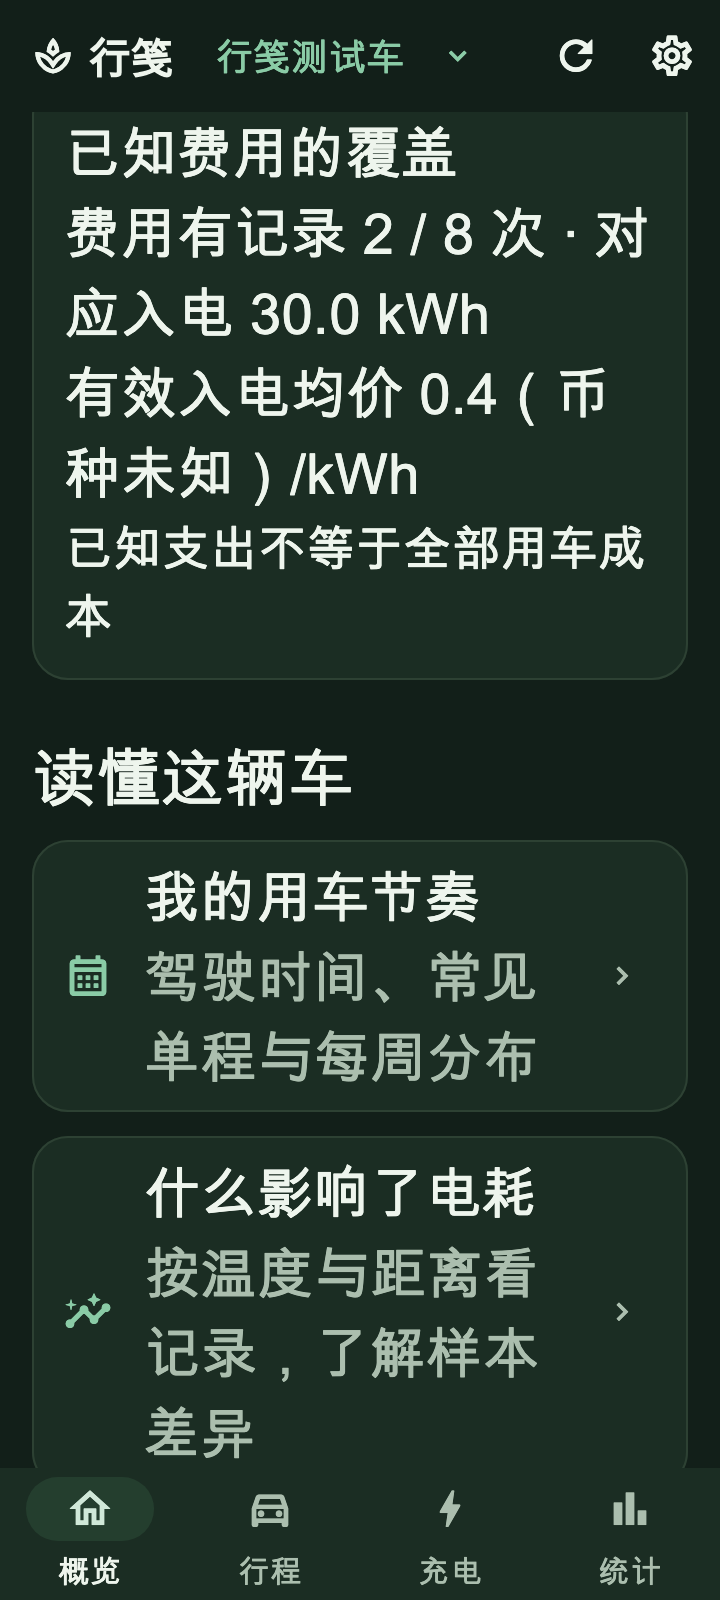 行笺 行笺测试车
已知费用的覆盖
费用有记录 2 / 8 次 · 对
应入电 30.0 kWh
有效入电均价 0.4（币
种未知）/kWh
已知支出不等于全部用车成
本
读懂这辆车
我的用车节奏
驾驶时间、常见
单程与每周分布
什么影响了电耗
按温度与距离看
记录，了解样本
差异
概览 行程 充电 统计